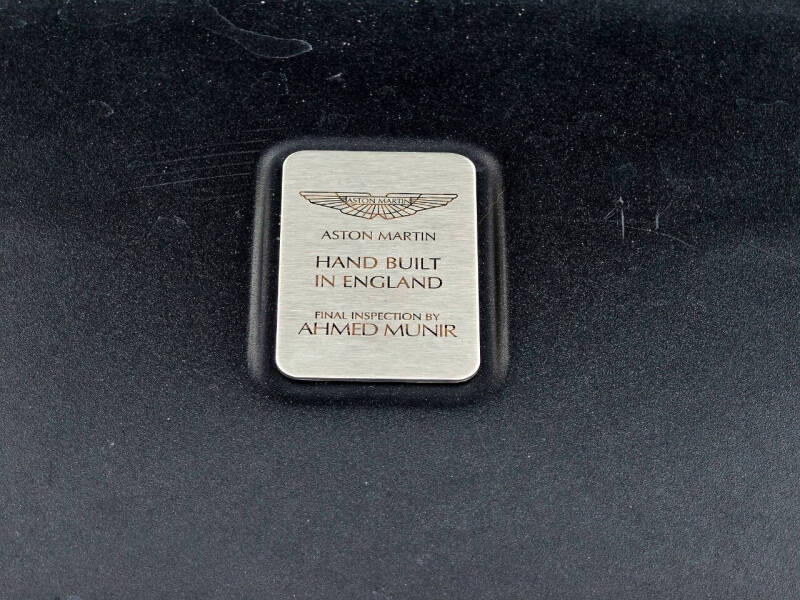 ASTON MARTIN
ASTON MARTIN
HAND BUILT
IN ENGLAND
FINAL INSPECTION BY
AHMED MUNIR